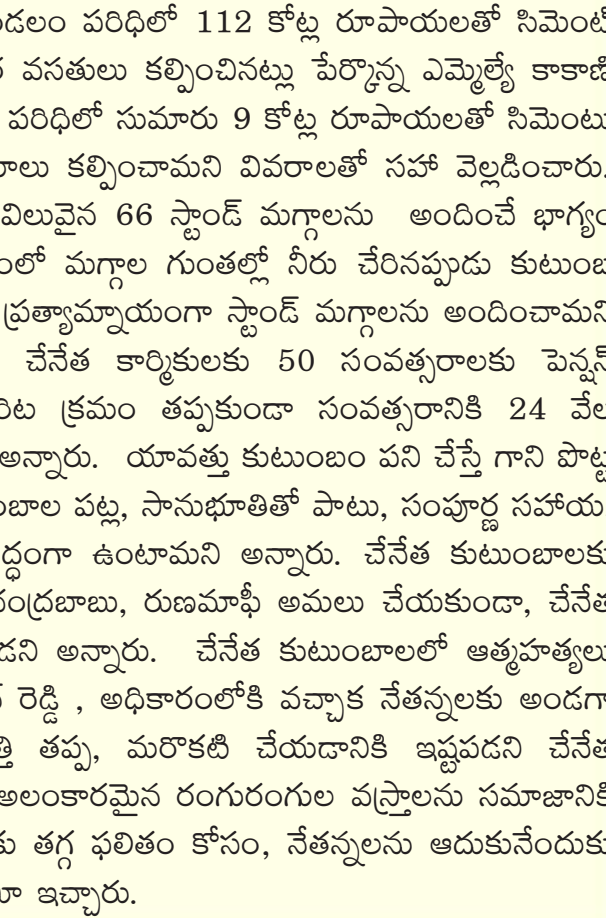 పరిధిలో 112 కోట్ల రూపాయలతో సిమెంట్
వసతులు కల్పించినట్లు పేర్కొన్న ఎమ్మెల్యే కాకాణి
పరిధిలో సుమారు 9 కోట్ల రూపాయలతో సిమెంటు
కల్పించామని వివరాలతో సహా వెల్లడించారు.
విలువైన 66 స్టాండ్ మగ్గాలను అందించే భాగ్యం
మగ్గాల గుంతల్లో నీరు చేరినప్పుడు కుటుంబ
ప్రత్యామ్నాయంగా స్టాండ్ మగ్గాలను అందించామని
చేనేత కార్మికులకు 50 సంవత్సరాలకు పెన్షన్
క్రమం తప్పకుండా సంవత్సరానికి 24 వేల
అన్నారు. యావత్తు కుటుంబం పని చేస్తే గాని పొట్ట
పట్ల, సానుభూతితో పాటు, సంపూర్ణ సహాయ
ఉంటామని అన్నారు. చేనేత కుటుంబాలకు
రుణమాఫీ అమలు చేయకుండా, చేనేత
అన్నారు. చేనేత కుటుంబాలలో ఆత్మహత్యలు
రెడ్డి , అధికారంలోకి వచ్చాక నేతన్నలకు అండగా
తప్ప, మరొకటి చేయడానికి ఇష్టపడని చేనేత
అలంకారమైన రంగురంగుల వస్త్రాలను సమాజానికి
తగ్గ ఫలితం కోసం, నేతన్నలను ఆదుకునేందుకు
ఇచ్చారు.